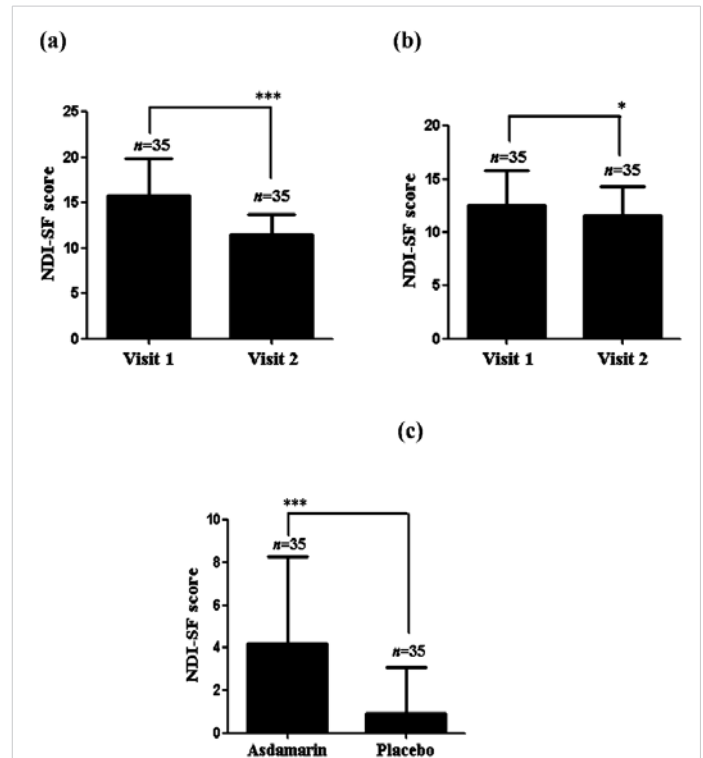 (a)
(b)
***
*
25
20
15
10
5
0
NDI-SF score
n=35
n=35
Visit 1
Visit 2
20
15
10
5
0
NDI-SF score
n=35
n=35
Visit 1
Visit 2
(c)
***
10
8
6
4
2
0
NDI-SF score
n=35
n=35
Asdamarin
Placebo